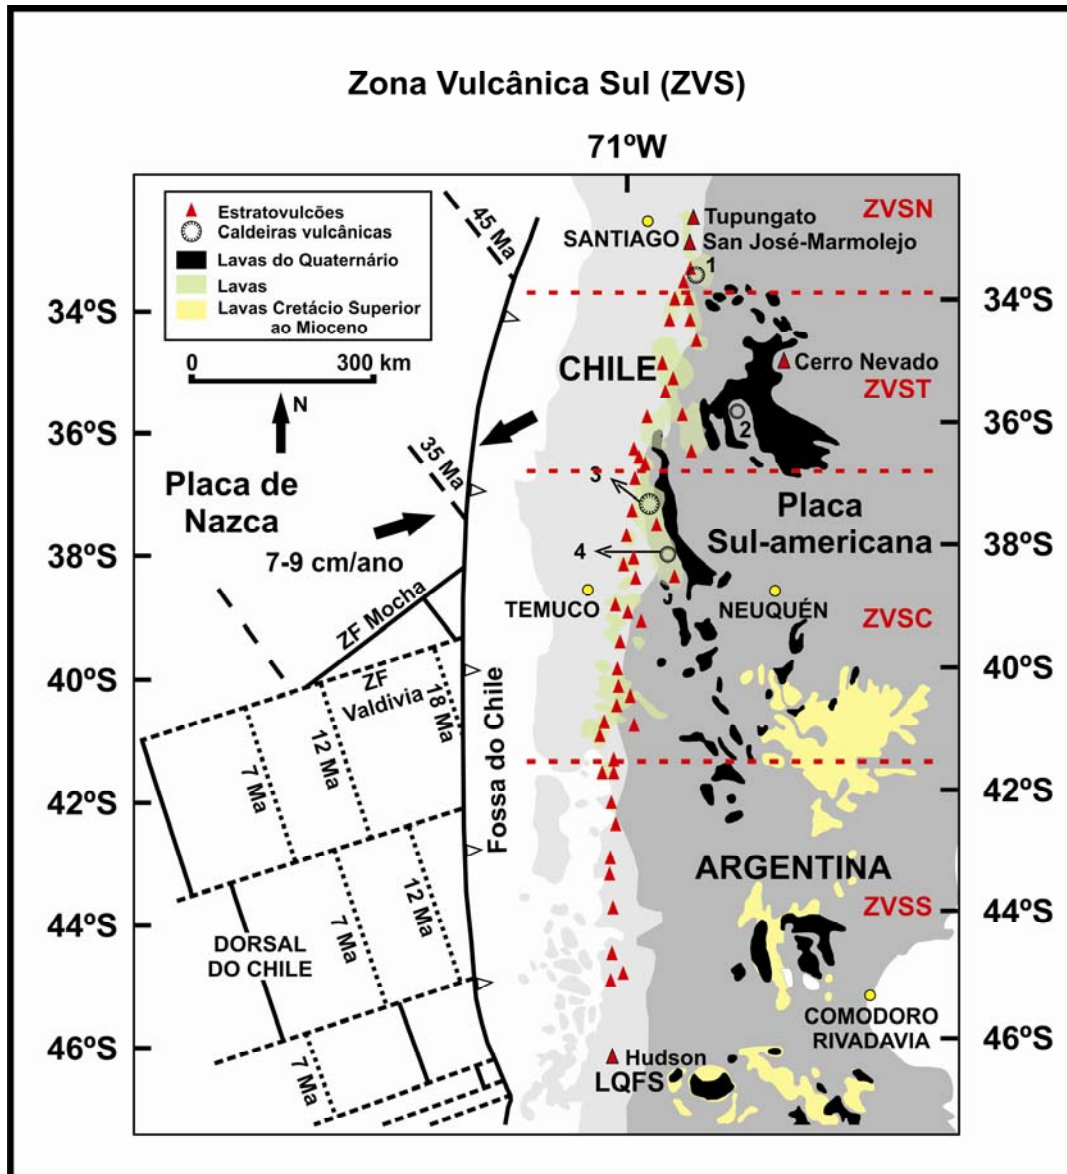 Zona Vulcânica Sul (ZVS)
71ºW
Estratovulcões
Caldeiras vulcânicas
Lavas do Quaternário
Lavas
Lavas Cretácio Superior
ao Mioceno
0 300 km
N
45 Ma
SANTIAGO
Tupungato
San José-Marmolejo
ZVSN
1
34ºS
34ºS
CHILE
Cerro Nevado
ZVST
2
36ºS
36ºS
35 Ma
Placa de
Nazca
7-9 cm/ano
3
4
Placa
Sul-americana
38ºS
38ºS
TEMUCO
NEUQUÉN
ZVSC
ZF Mocha
ZF
Valdivia
18 Ma
12 Ma
7 Ma
40ºS
40ºS
Fossa do Chile
42ºS
42ºS
ARGENTINA
ZVSS
12 Ma
7 Ma
44ºS
44ºS
DORSAL
DO CHILE
COMODORO
RIVADAVIA
46ºS
46ºS
7 Ma
Hudson
LQFS